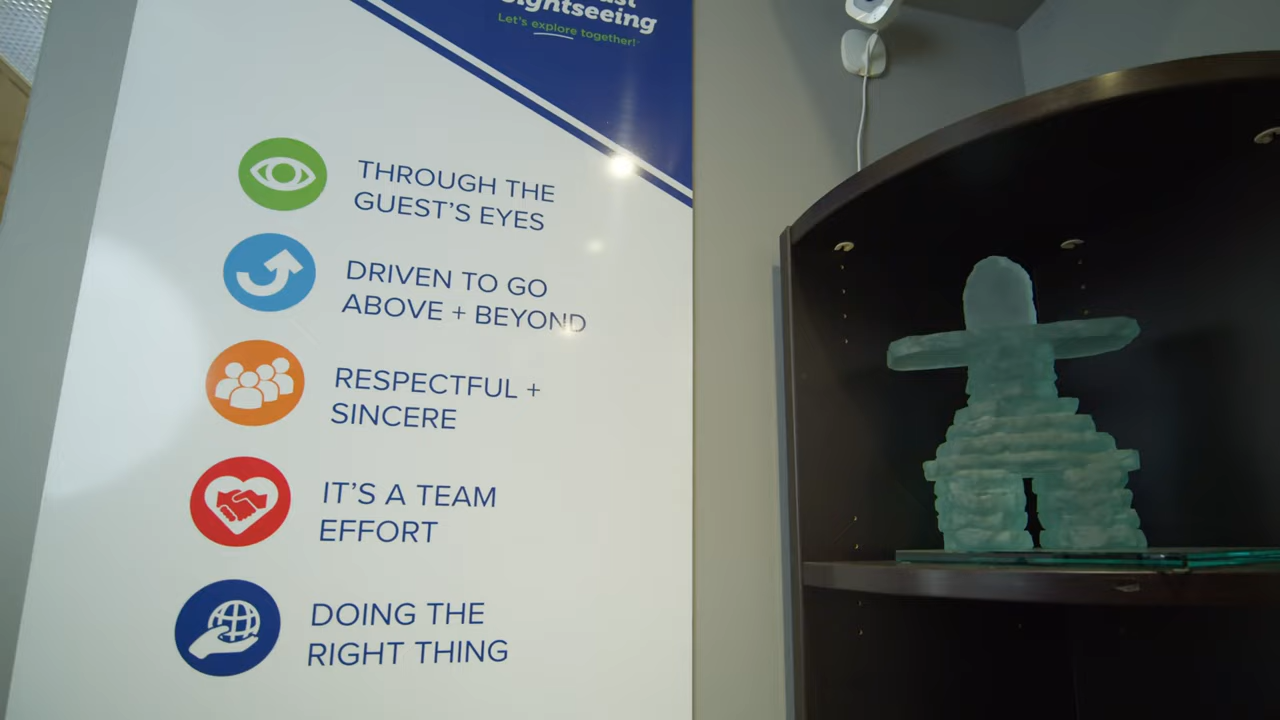 Sightseeing
Let's explore together!
THROUGH THE
GUEST'S EYES
DRIVEN TO GO
ABOVE + BEYOND
RESPECTFUL +
SINCERE
IT'S A TEAM
EFFORT
DOING THE
RIGHT THING